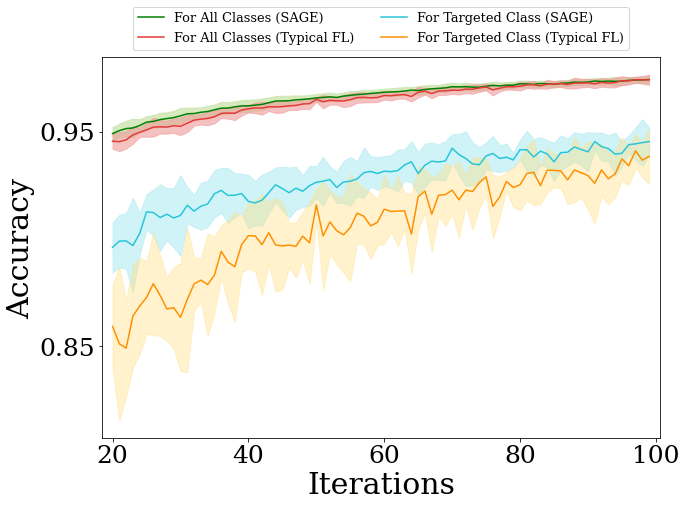 For All Classes (SAGE)
For All Classes (Typical FL)
For Targeted Class (SAGE)
For Targeted Class (Typical FL)
0.95
0.85
Accuracy
20 40 60 80 100
Iterations